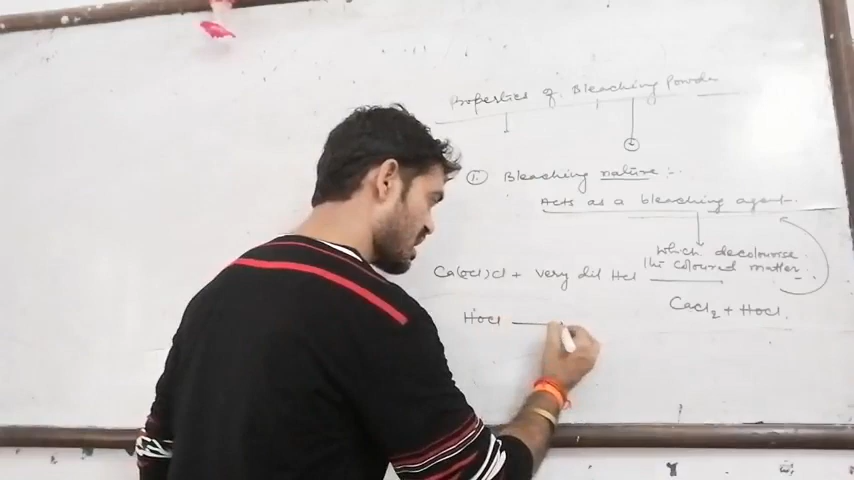 Properties of Bleaching Powder
1. Bleaching nature :-
Acts as a bleaching agent.
which decolourise
the coloured matter.
Ca(OCl)Cl + very dil HCl
CaCl2 + HOCl.
HOCl